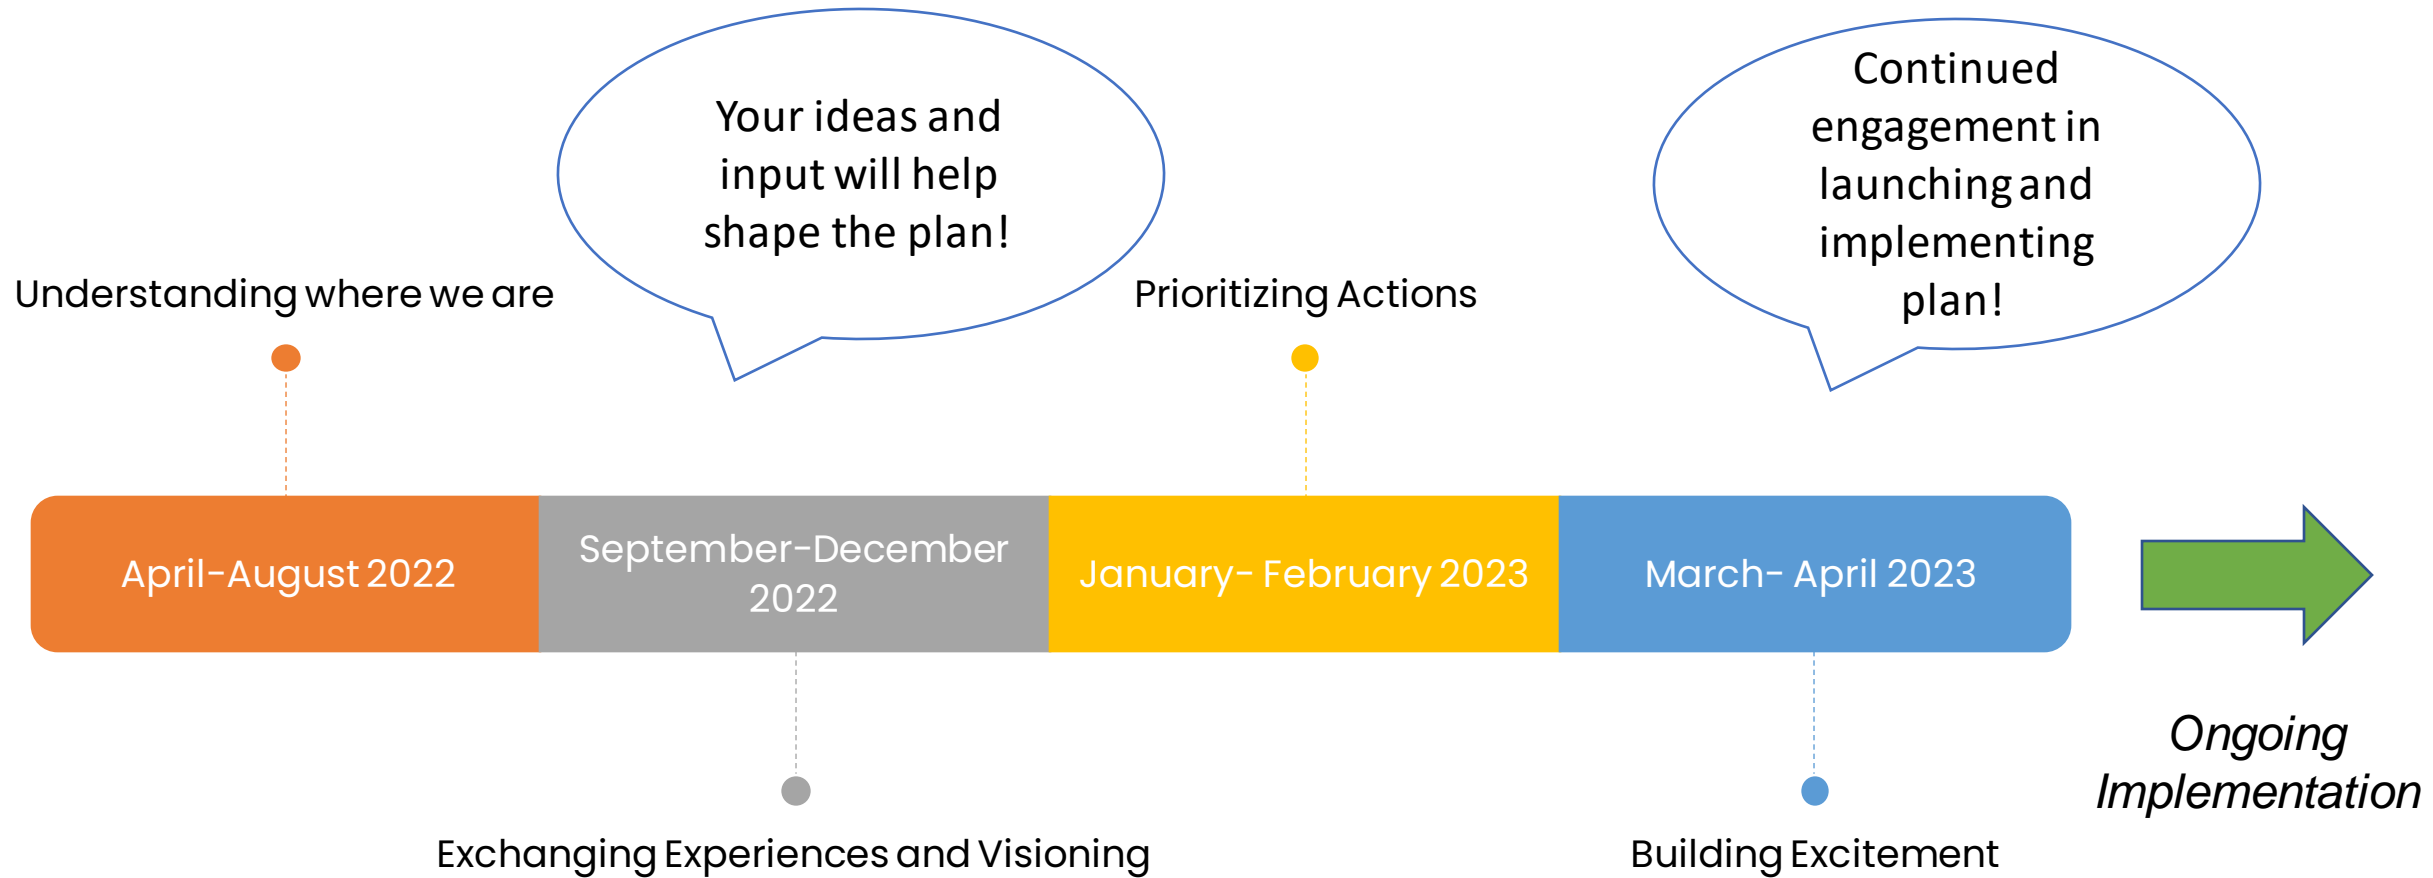 Your ideas and
input will help
shape the plan!
Continued
engagement in
launching and
implementing
plan!
Understanding where we are
Prioritizing Actions
April-August 2022
September-December
2022
January- February 2023
March- April 2023
Ongoing
Implementation
Exchanging Experiences and Visioning
Building Excitement